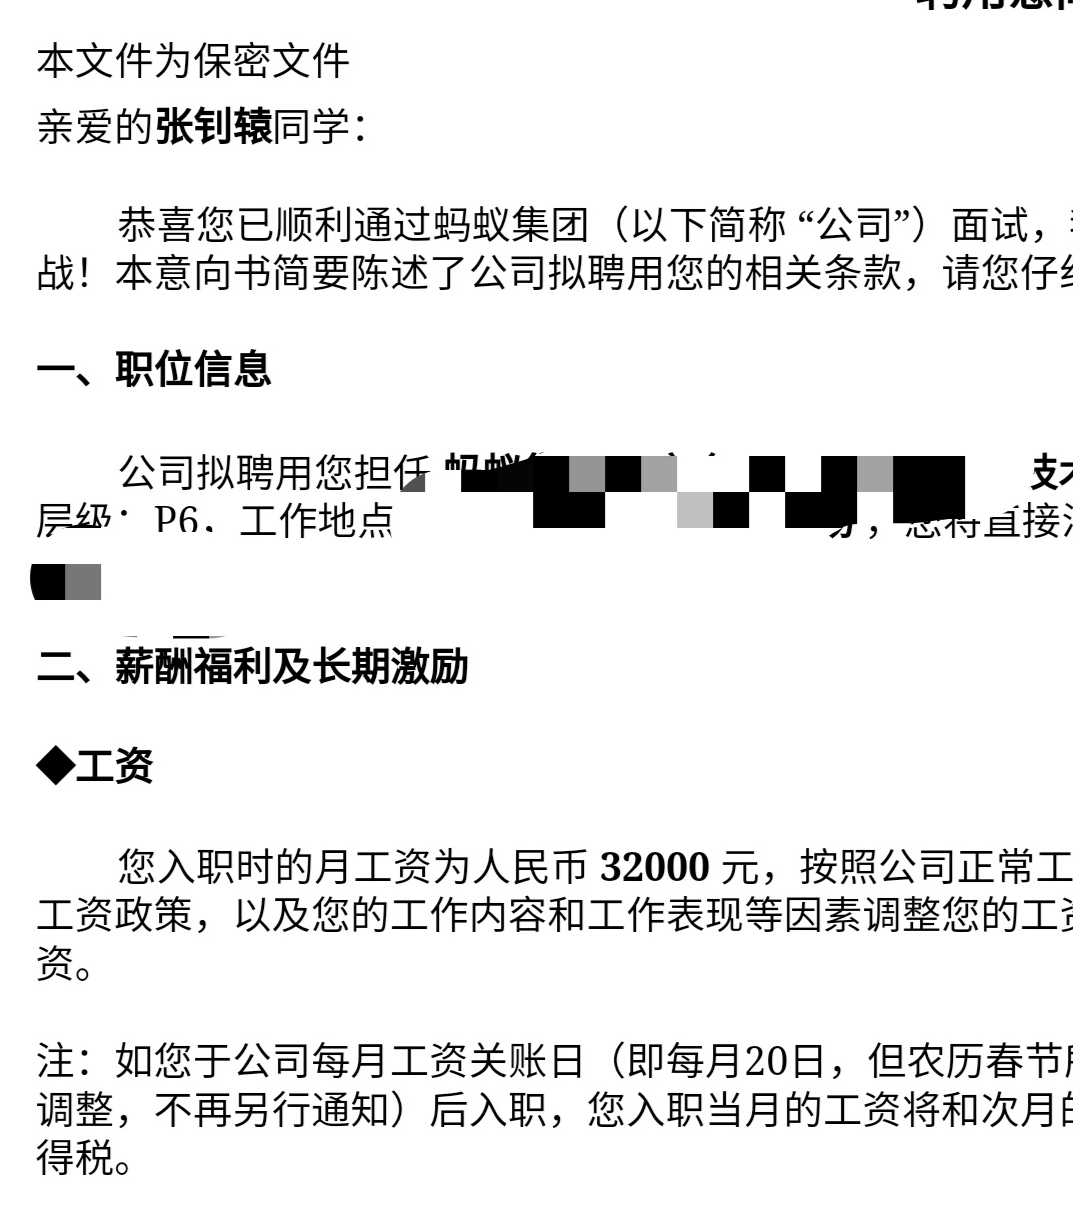 本文件为保密文件
亲爱的张钊辕同学：
恭喜您已顺利通过蚂蚁集团（以下简称“公司”）面试，
战！本意向书简要陈述了公司拟聘用您的相关条款，请您仔
一、职位信息
公司拟聘用您担任 蚂蚁 技
层级：P6，工作地点 ，您将直接
二、薪酬福利及长期激励
◆工资
您入职时的月工资为人民币 32000 元，按照公司正常工
工资政策，以及您的工作内容和工作表现等因素调整您的工
资。
注：如您于公司每月工资关账日（即每月20日，但农历春节
调整，不再另行通知）后入职，您入职当月的工资将和次月
得税。